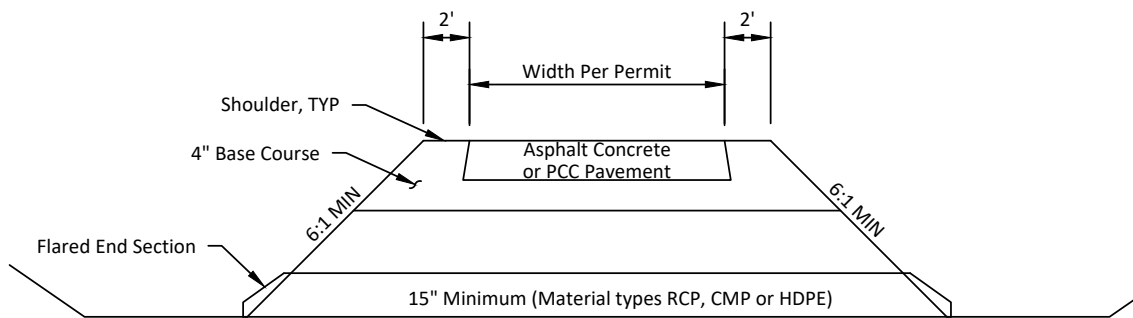 2'
2'
Width Per Permit
Shoulder, TYP
4" Base Course
Asphalt Concrete
or PCC Pavement
6:1 MIN
6:1 MIN
Flared End Section
15" Minimum (Material types RCP, CMP or HDPE)